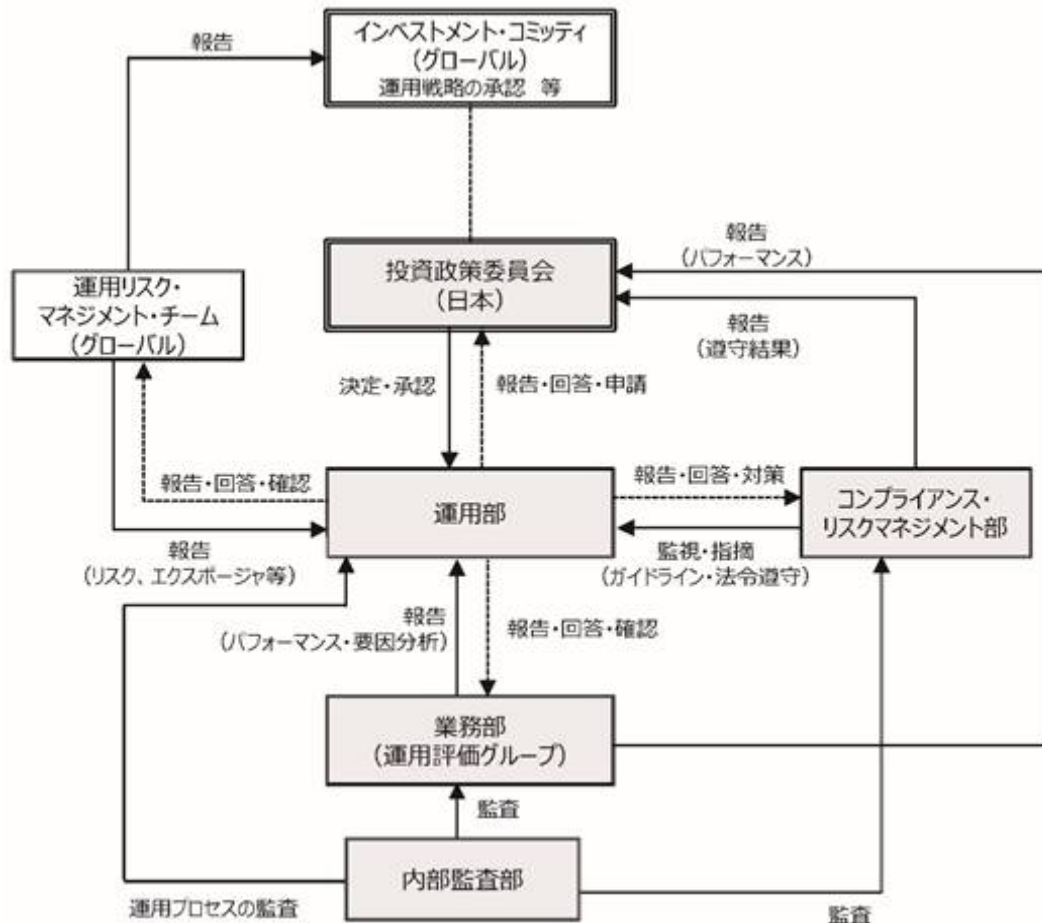 報告
インベストメント・コミッティ
(グローバル)
運用戦略の承認 等
運用リスク・
マネジメント・チーム
(グローバル)
投資政策委員会
(日本)
報告
(パフォーマンス)
報告
(遵守結果)
決定・承認
報告・回答・申請
報告・回答・確認
運用部
報告・回答・対策
コンプライアンス・
リスクマネジメント部
報告
(リスク、エクスポージャ等)
監視・指摘
(ガイドライン・法令遵守)
報告
(パフォーマンス・要因分析)
報告・回答・確認
業務部
(運用評価グループ)
監査
内部監査部
運用プロセスの監査
監査